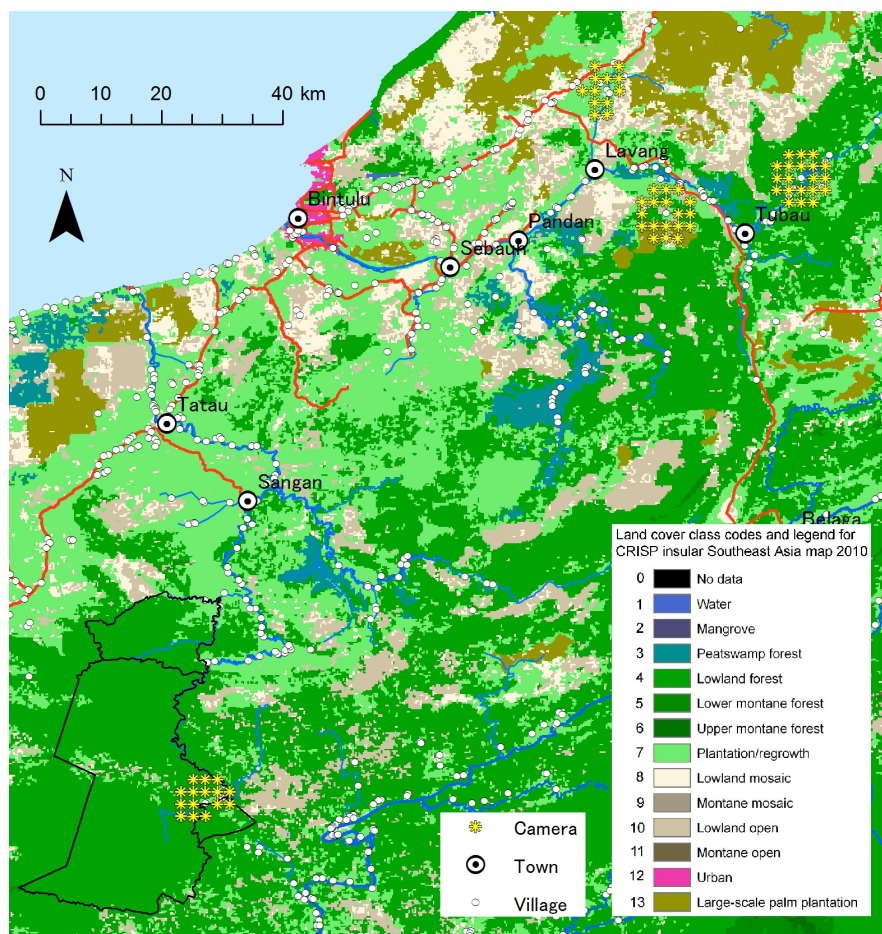 0 10 20 40 km
N
Lavang
Bintulu
Pandan
Tubau
Sebauh
Tatau
Sangan
Belaga
Land cover class codes and legend for
CRISP insular Southeast Asia map 2010
0 No data
1 Water
2 Mangrove
3 Peatswamp forest
4 Lowland forest
5 Lower montane forest
6 Upper montane forest
7 Plantation/regrowth
8 Lowland mosaic
9 Montane mosaic
10 Lowland open
11 Montane open
12 Urban
13 Large-scale palm plantation
Camera
Town
Village